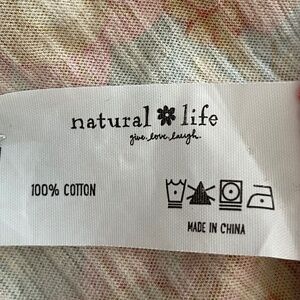 natural life
give.love.laugh.
100% COTTON
MADE IN CHINA